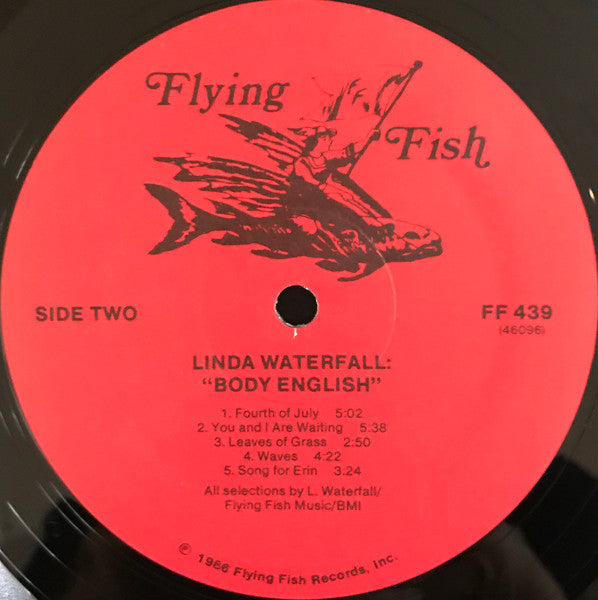 Flying Fish
SIDE TWO
FF 439
(46096)
LINDA WATERFALL:
“BODY ENGLISH”
1. Fourth of July 5:02
2. You and I Are Waiting 5:38
3. Leaves of Grass 2:50
4. Waves 4:22
5. Song for Erin 3:24
All selections by L. Waterfall/
Flying Fish Music/BMI
℗ 1986 Flying Fish Records, Inc.